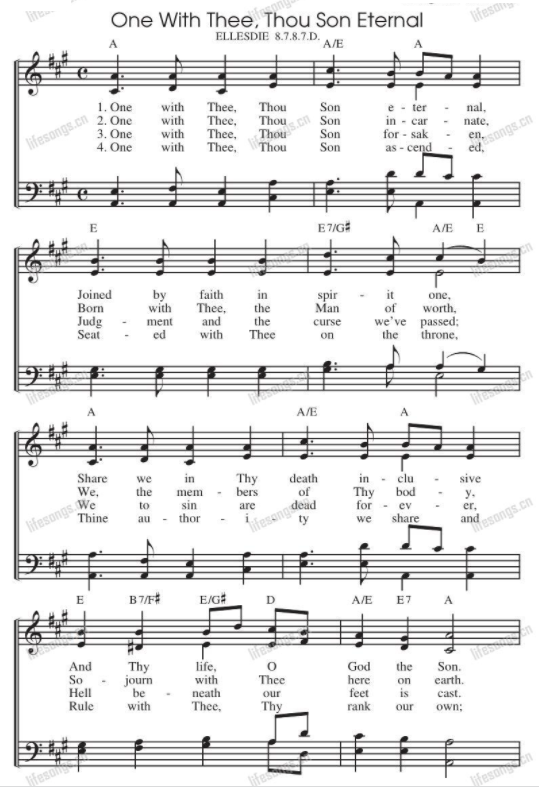 One With Thee, Thou Son Eternal
ELLESDIE 8.7.8.7.D.
A A/E A
1. One with Thee, Thou Son e - ter - nal,
2. One with Thee, Thou Son in - car - nate,
3. One with Thee, Thou Son for - sak - en,
4. One with Thee, Thou Son as - cend - ed,
E E7/G# A/E E
Joined by faith in spir - it one,
Born with Thee, the Man of worth,
Judg - ment and the curse we've passed;
Seat - ed with Thee on the throne,
A A/E A
Share we in Thy death in - clu - sive
We, the mem - bers of Thy bod - y,
We to sin are dead for - ev - er,
Thine au - thor - i - ty we share and
E B7/F# E/G# D A/E E7 A
And Thy life, O God the Son.
So - journ with Thee here on earth.
Hell be - neath our feet is cast.
Rule with Thee, Thy rank our own;
lifesongs.cn